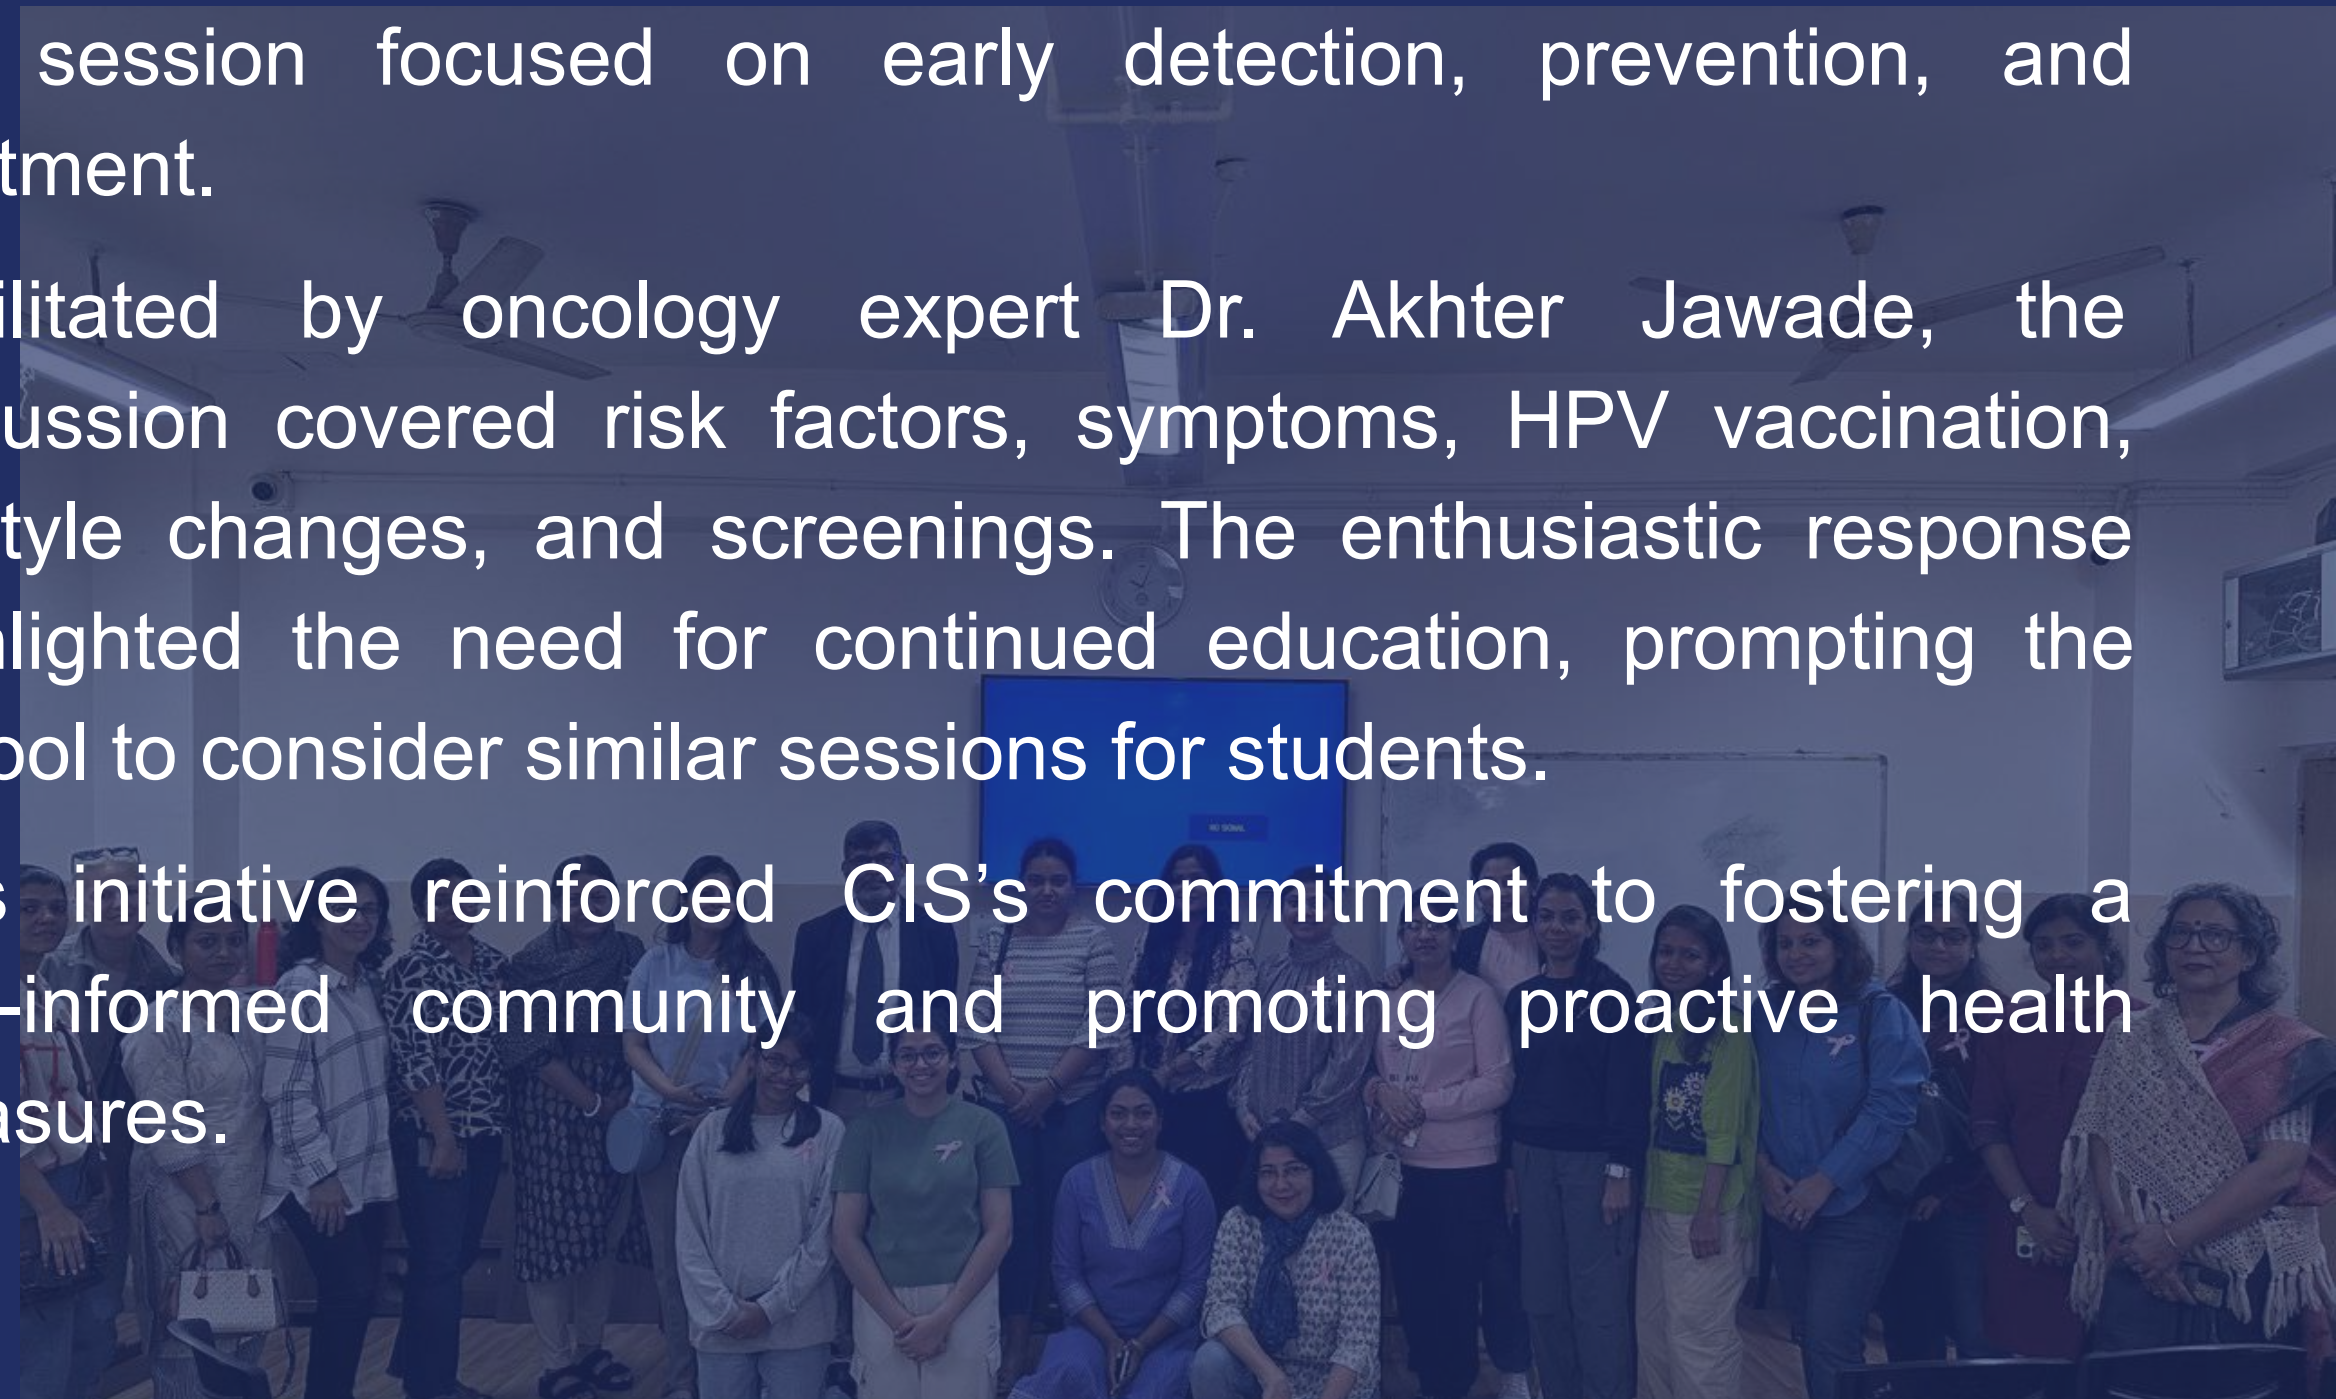 session focused on early detection, prevention, and
tment.
ilitated by oncology expert Dr. Akhter Jawade, the
ussion covered risk factors, symptoms, HPV vaccination,
tyle changes, and screenings. The enthusiastic response
lighted the need for continued education, prompting the
ool to consider similar sessions for students.
s initiative reinforced CIS’s commitment to fostering a
-informed community and promoting proactive health
asures.
NO SIGNAL